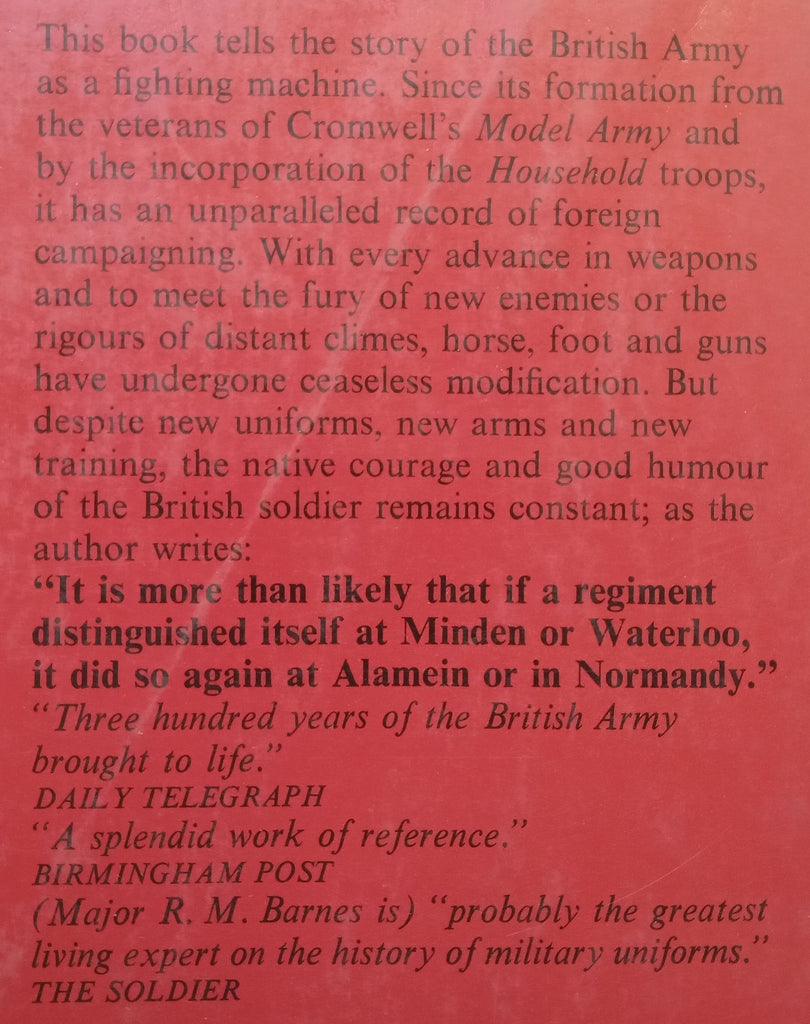 This book tells the story of the British Army
as a fighting machine. Since its formation from
the veterans of Cromwell's Model Army and
by the incorporation of the Household troops,
it has an unparalleled record of foreign
campaigning. With every advance in weapons
and to meet the fury of new enemies or the
rigours of distant climes, horse, foot and guns
have undergone ceaseless modification. But
despite new uniforms, new arms and new
training, the native courage and good humour
of the British soldier remains constant; as the
author writes:
“It is more than likely that if a regiment
distinguished itself at Minden or Waterloo,
it did so again at Alamein or in Normandy.”
“Three hundred years of the British Army
brought to life.”
DAILY TELEGRAPH
“A splendid work of reference.”
BIRMINGHAM POST
(Major R. M. Barnes is) “probably the greatest
living expert on the history of military uniforms.”
THE SOLDIER